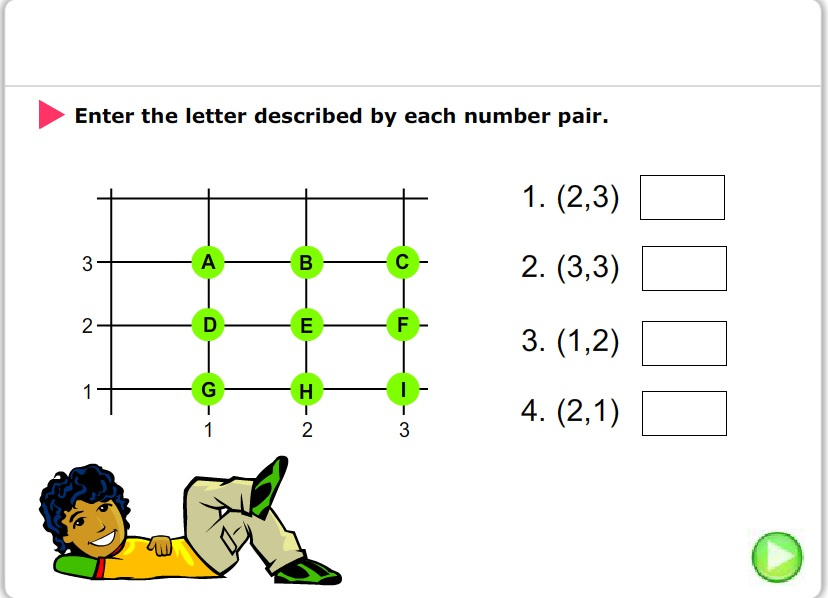 Enter the letter described by each number pair.
1. (2,3)
3 A B C
2. (3,3)
2 D E F
3. (1,2)
1 G H I
4. (2,1)
1 2 3